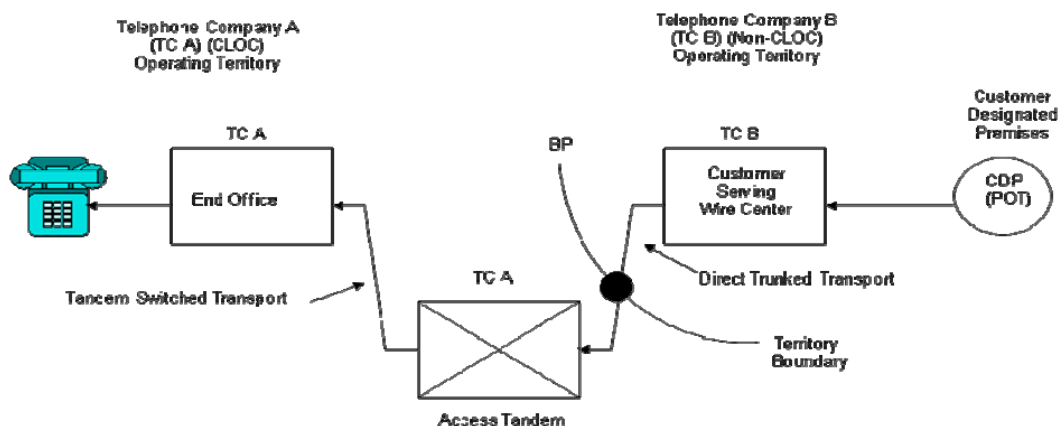 Telephone Company A
(TC A) (CLOC)
Operating Territory
Telephone Company B
(TC B) (Non-CLOC)
Operating Territory
Customer
Designated
Premises
TC A
BP
TC B
End Office
Customer
Serving
Wire Center
CDP
(POT)
Tancem Switched Transport
TC A
Direct Trunked Transport
Territory
Boundary
Access Tandem